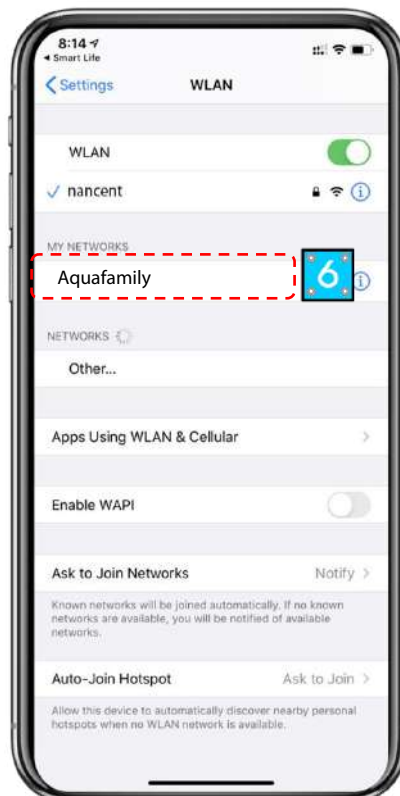 8:14
◀ Smart Life
Settings
WLAN
WLAN
nancent
MY NETWORKS
Aquafamily
6
NETWORKS
Other...
Apps Using WLAN & Cellular
Enable WAPI
Ask to Join Networks
Notify
Known networks will be joined automatically. If no known
networks are available, you will be notified of available
networks.
Auto-Join Hotspot
Ask to Join
Allow this device to automatically discover nearby personal
hotspots when no WLAN network is available.